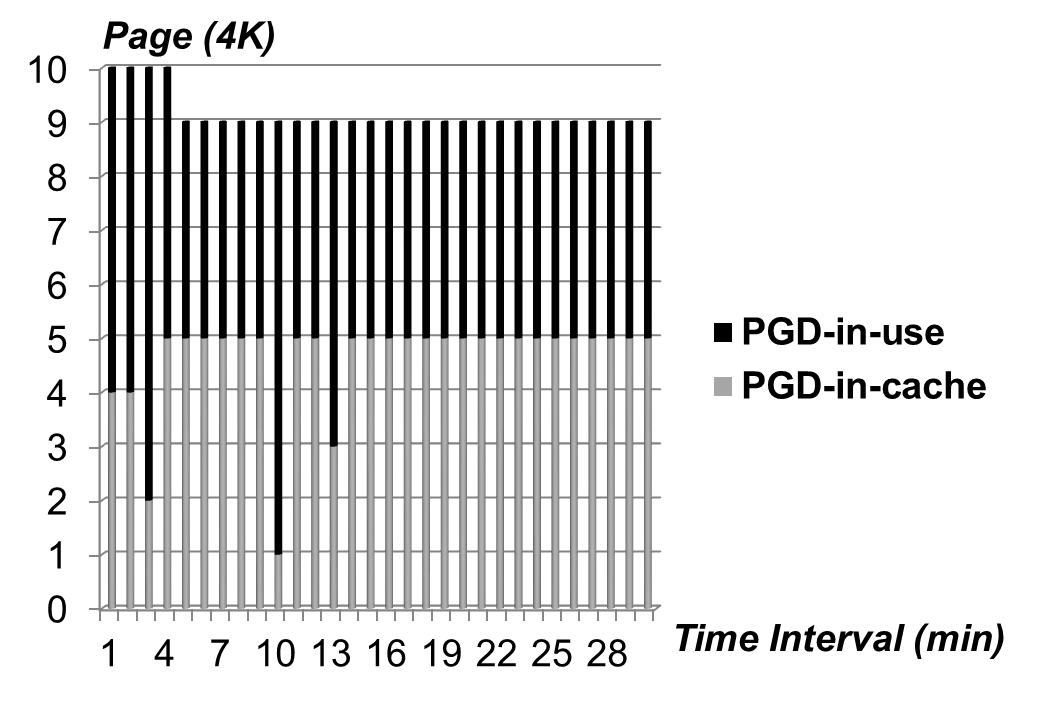 Page (4K)
10
9
8
7
6
5
4
3
2
1
0
1 4 7 10 13 16 19 22 25 28
Time Interval (min)
PGD-in-use
PGD-in-cache